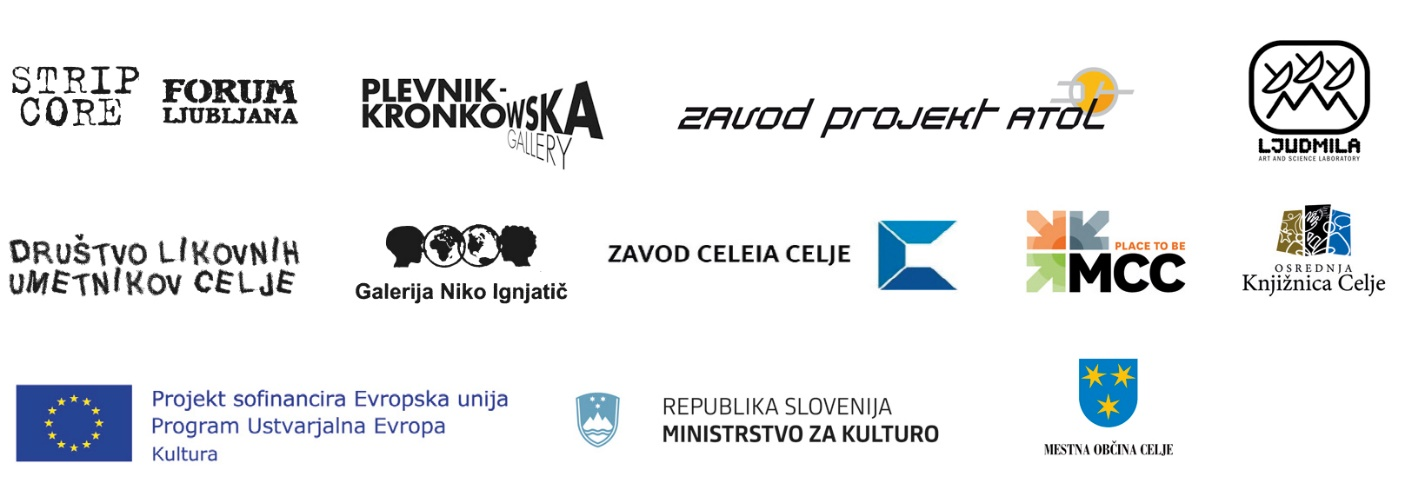 STRIP
CORE
FORUM
LJUBLJANA
PLEVNIK-
KRONKOWSKA
GALLERY
ZAVOD PROJEKT ATOL
LJUDMILA
ART AND SCIENCE LABORATORY
DRUŠTVO LIKOVNIH
UMETNIKOV CELJE
Galerija Niko Ignjatič
ZAVOD CELEIA CELJE
PLACE TO BE
MCC
OSREDNJA
Knjižnica Celje
Projekt sofinancira Evropska unija
Program Ustvarjalna Evropa
Kultura
REPUBLIKA SLOVENIJA
MINISTRSTVO ZA KULTURO
MESTNA OBČINA CELJE